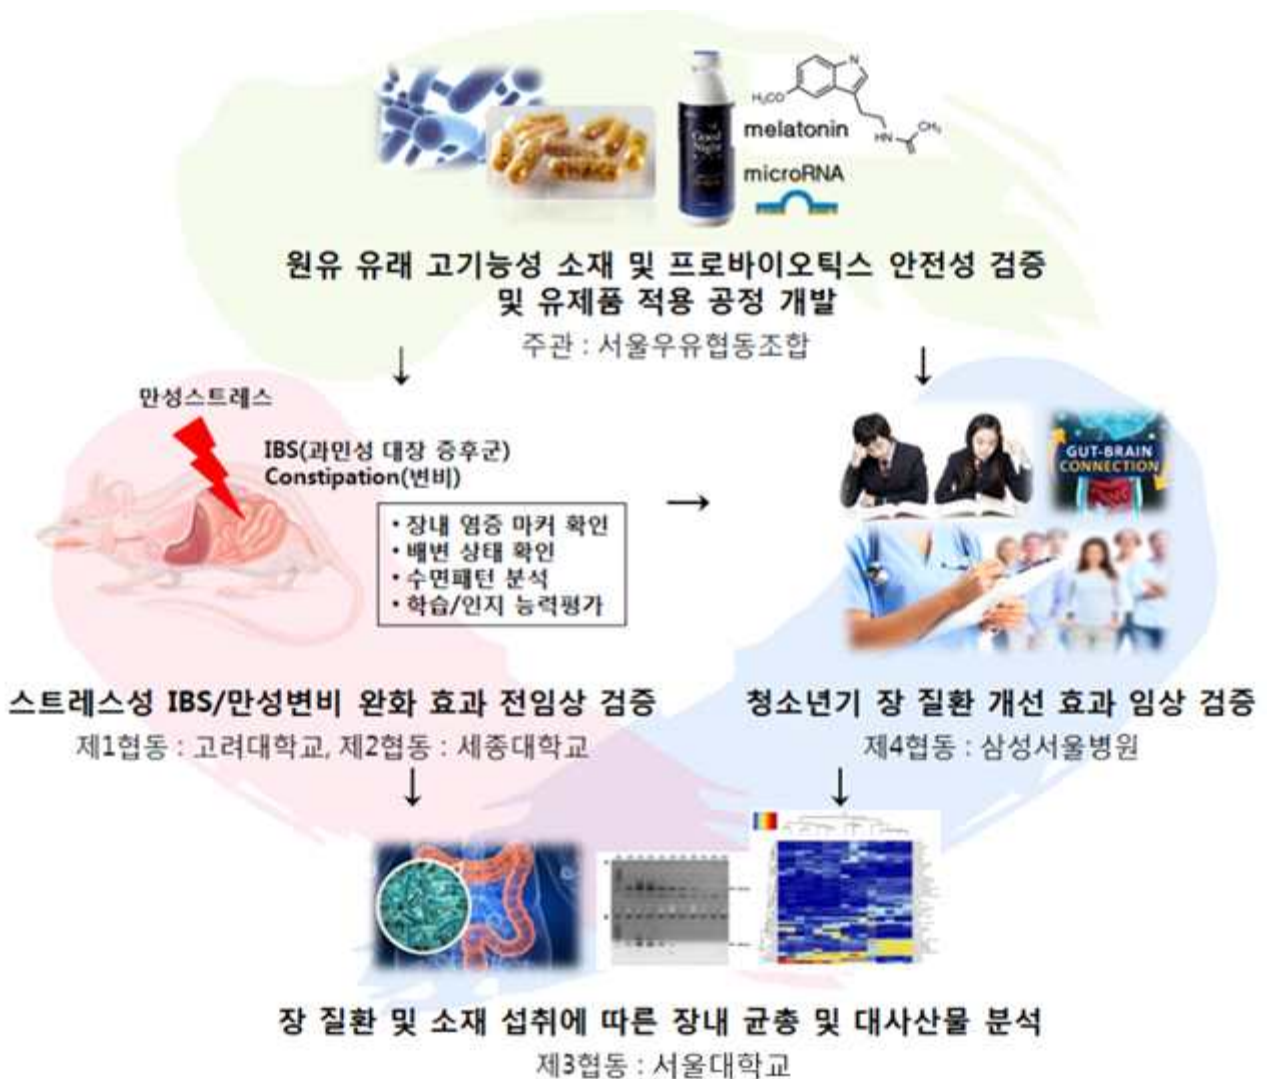 H₃CO
N
HN
CH₃
Good
Night
melatonin
microRNA
원유 유래 고기능성 소재 및 프로바이오틱스 안전성 검증
및 유제품 적용 공정 개발
주관 : 서울우유협동조합
↓
↓
만성스트레스
IBS(과민성 대장 증후군)
Constipation(변비)
• 장내 염증 마커 확인
• 배변 상태 확인
• 수면패턴 분석
• 학습/인지 능력평가
→
GUT-BRAIN
CONNECTION
스트레스성 IBS/만성변비 완화 효과 전임상 검증
제1협동 : 고려대학교, 제2협동 : 세종대학교
↓
청소년기 장 질환 개선 효과 임상 검증
제4협동 : 삼성서울병원
↓
장 질환 및 소재 섭취에 따른 장내 균총 및 대사산물 분석
제3협동 : 서울대학교